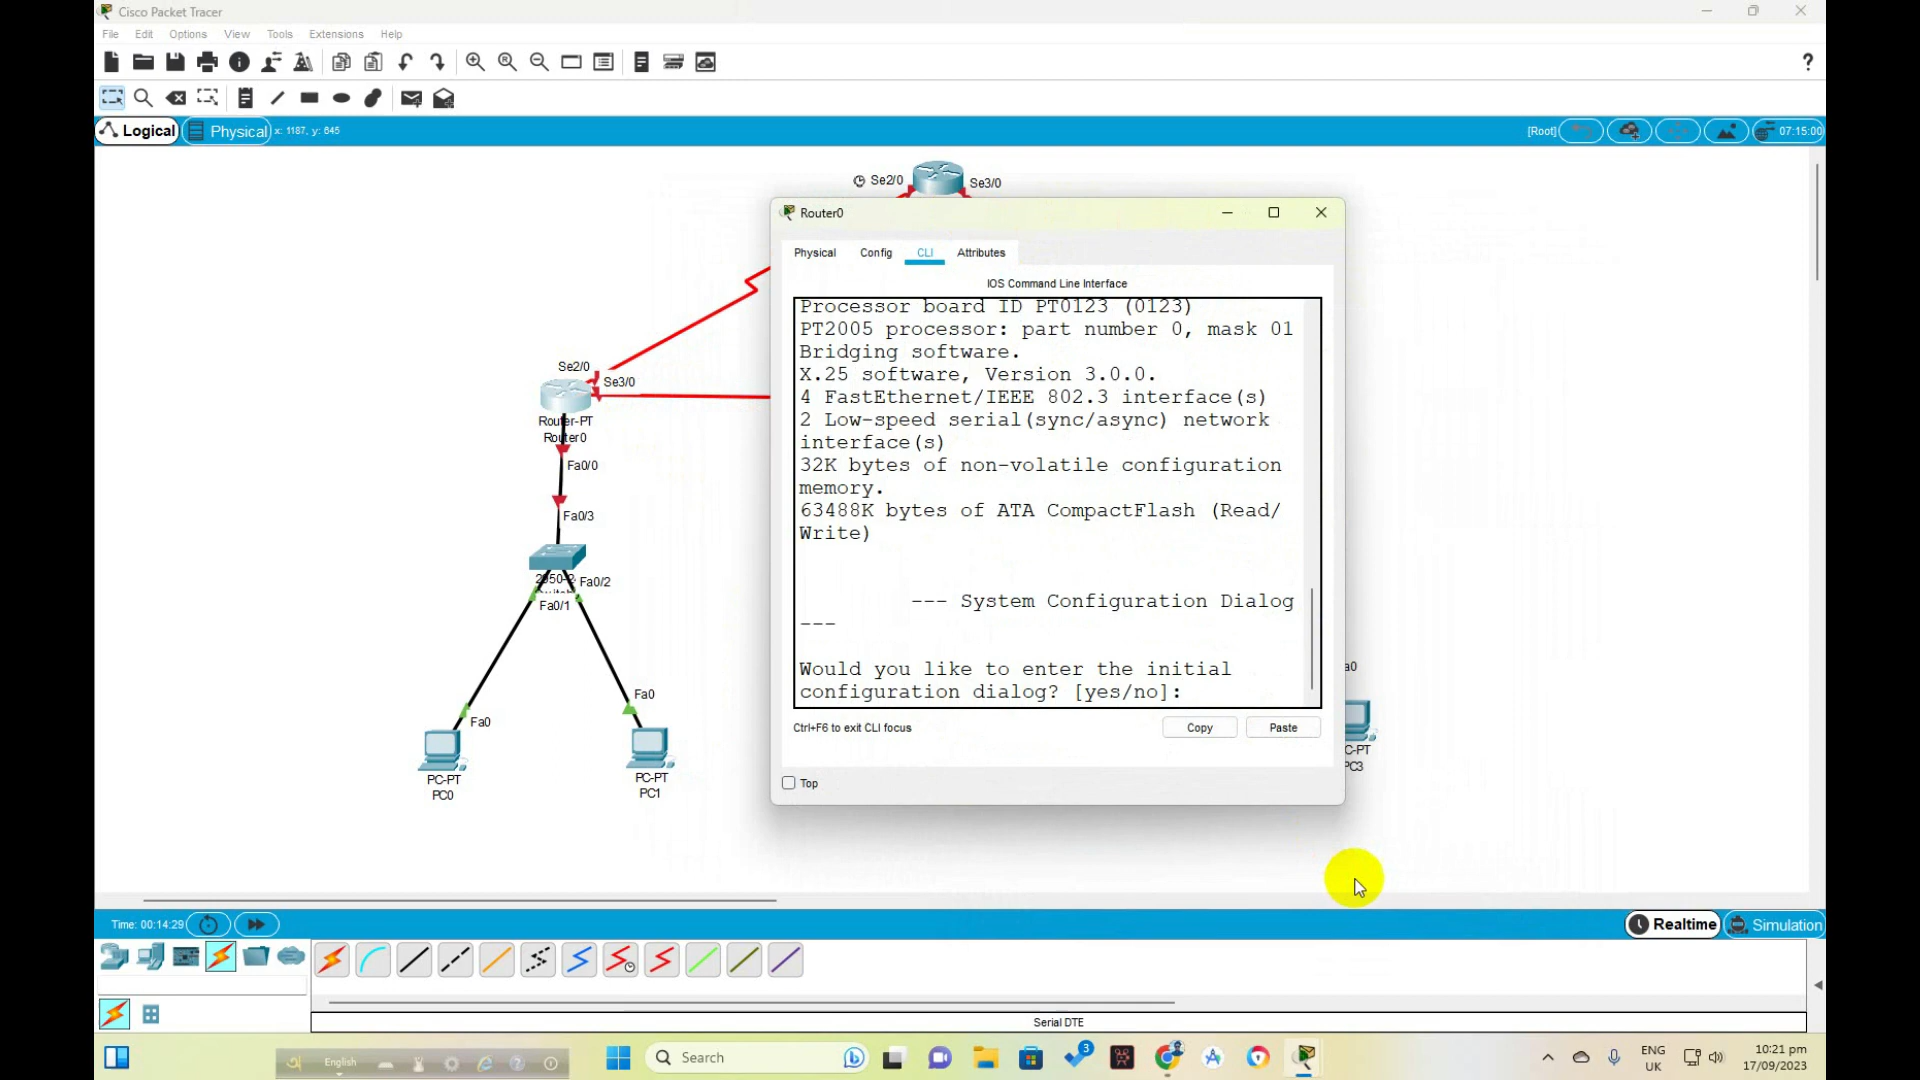 Cisco Packet Tracer
File Edit Options View Tools Extensions Help
Logical Physical x: 1187, y: 645 [Root] 07:15:00
Se2/0 Se3/0
Router0
Physical Config CLI Attributes
IOS Command Line Interface
Processor board ID PT0123 (0123)
PT2005 processor: part number 0, mask 01
Bridging software.
X.25 software, Version 3.0.0.
4 FastEthernet/IEEE 802.3 interface(s)
2 Low-speed serial(sync/async) network
interface(s)
32K bytes of non-volatile configuration
memory.
63488K bytes of ATA CompactFlash (Read/
Write)
--- System Configuration Dialog
---
Would you like to enter the initial
configuration dialog? [yes/no]:
Ctrl+F6 to exit CLI focus
Copy Paste
Top
Se2/0
Se3/0
Router-PT
Router0
Fa0/0
Fa0/3
Fa0/2
Fa0/1
Fa0
Fa0
PC-PT
PC0
PC-PT
PC1
a0
C-PT
PC3
Time: 00:14:29
Realtime Simulation
Serial DTE
English
Search
3
ENG
UK
10:21 pm
17/09/2023